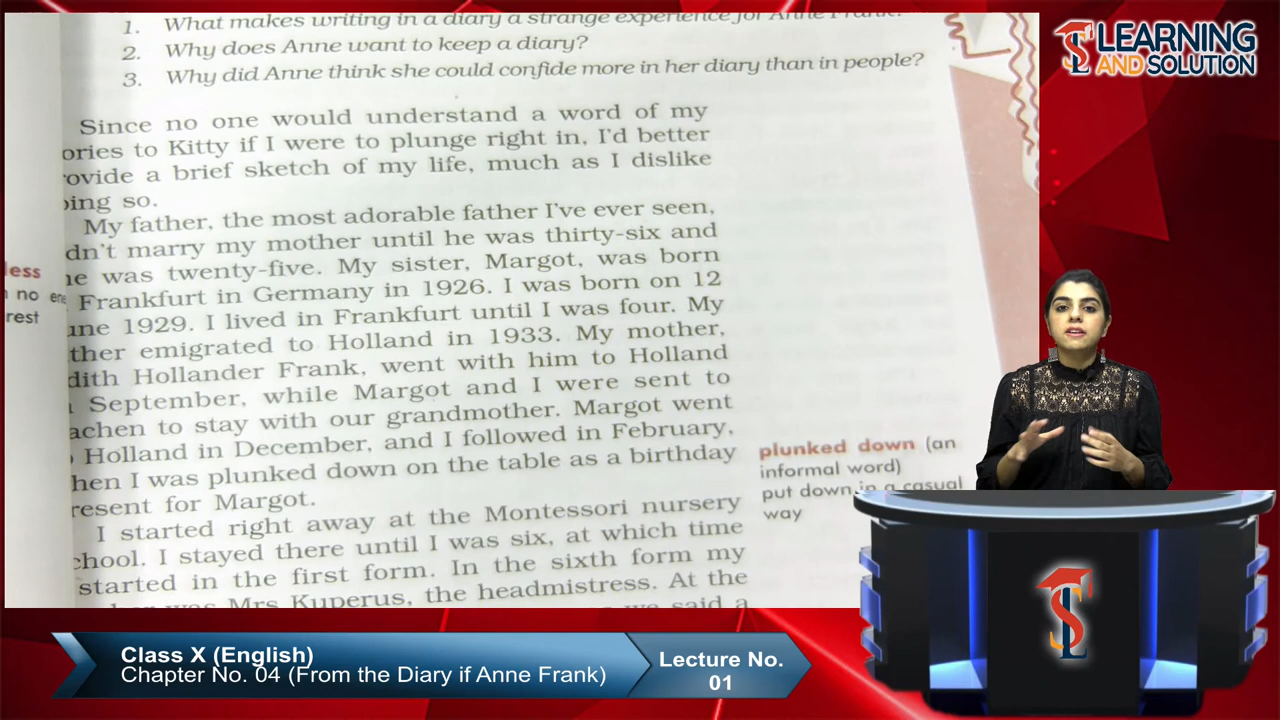 1. What makes writing in a diary a strange experience for Anne Frank?
2. Why does Anne want to keep a diary?
3. Why did Anne think she could confide more in her diary than in people?
Since no one would understand a word of my
ories to Kitty if I were to plunge right in, I'd better
rovide a brief sketch of my life, much as I dislike
oing so.
My father, the most adorable father I've ever seen,
dn't marry my mother until he was thirty-six and
he was twenty-five. My sister, Margot, was born
Frankfurt in Germany in 1926. I was born on 12
une 1929. I lived in Frankfurt until I was four. My
ther emigrated to Holland in 1933. My mother,
dith Hollander Frank, went with him to Holland
September, while Margot and I were sent to
achen to stay with our grandmother. Margot went
Holland in December, and I followed in February,
hen I was plunked down on the table as a birthday
resent for Margot.
I started right away at the Montessori nursery
chool. I stayed there until I was six, at which time
started in the first form. In the sixth form my
was Mrs Kuperus, the headmistress. At the
we said a
less
no
rest
plunked down (an
informal word)
put down in a casual
way
LEARNING
AND SOLUTION
Class X (English)
Chapter No. 04 (From the Diary if Anne Frank)
Lecture No.
01